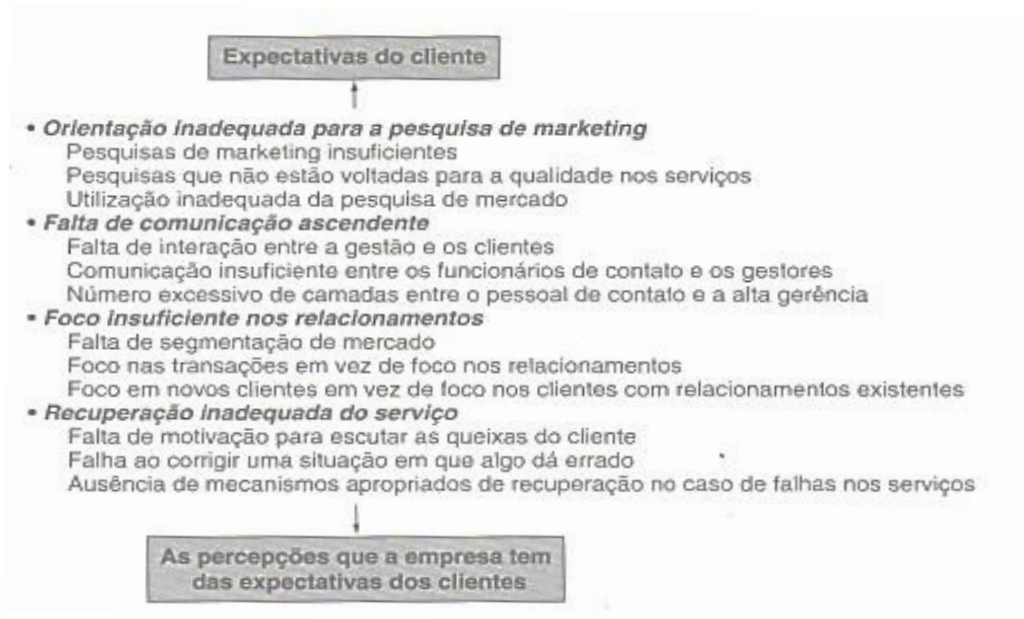 Expectativas do cliente
• Orientação inadequada para a pesquisa de marketing
Pesquisas de marketing insuficientes
Pesquisas que não estão voltadas para a qualidade nos serviços
Utilização inadequada da pesquisa de mercado
• Falta de comunicação ascendente
Falta de interação entre a gestão e os clientes
Comunicação insuficiente entre os funcionários de contato e os gestores
Número excessivo de camadas entre o pessoal de contato e a alta gerência
• Foco insuficiente nos relacionamentos
Falta de segmentação de mercado
Foco nas transações em vez de foco nos relacionamentos
Foco em novos clientes em vez de foco nos clientes com relacionamentos existentes
• Recuperação inadequada do serviço
Falta de motivação para escutar as queixas do cliente
Falha ao corrigir uma situação em que algo dá errado
Ausência de mecanismos apropriados de recuperação no caso de falhas nos serviços
As percepções que a empresa tem
das expectativas dos clientes